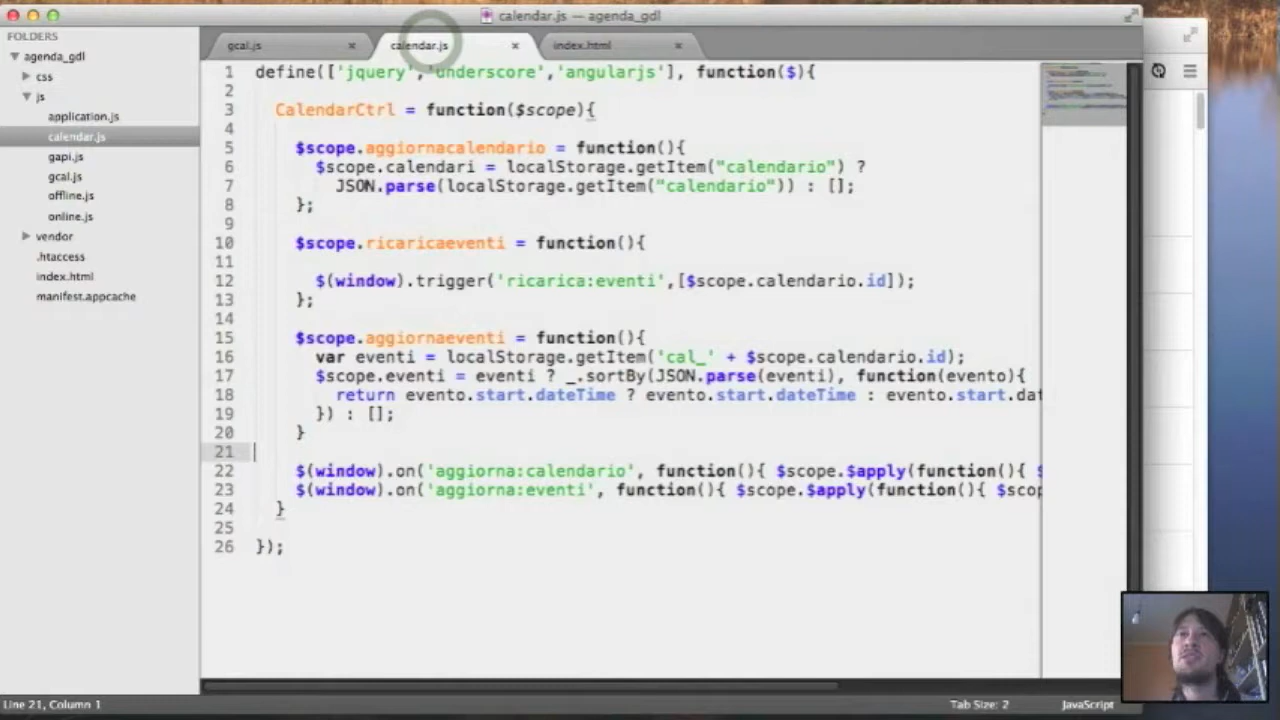 calendar.js — agenda_gdl
FOLDERS
agenda_gdl
css
js
application.js
calendar.js
gapi.js
gcal.js
offline.js
online.js
vendor
.htaccess
index.html
manifest.appcache
gcal.js
calendar.js
index.html
1 define(['jquery','underscore','angularjs'], function($){
2
3 CalendarCtrl = function($scope){
4
5 $scope.aggiornacalendario = function(){
6 $scope.calendari = localStorage.getItem("calendario") ?
7 JSON.parse(localStorage.getItem("calendario")) : [];
8 };
9
10 $scope.ricaricaeventi = function(){
11
12 $(window).trigger('ricarica:eventi',[$scope.calendario.id]);
13 };
14
15 $scope.aggiornaeventi = function(){
16 var eventi = localStorage.getItem('cal_' + $scope.calendario.id);
17 $scope.eventi = eventi ? _.sortBy(JSON.parse(eventi), function(evento){
18 return evento.start.dateTime ? evento.start.dateTime : evento.start.dat
19 }) : [];
20 }
21
22 $(window).on('aggiorna:calendario', function(){ $scope.$apply(function(){ $
23 $(window).on('aggiorna:eventi', function(){ $scope.$apply(function(){ $scop
24 }
25
26 });
Line 21, Column 1
Tab Size: 2
JavaScript